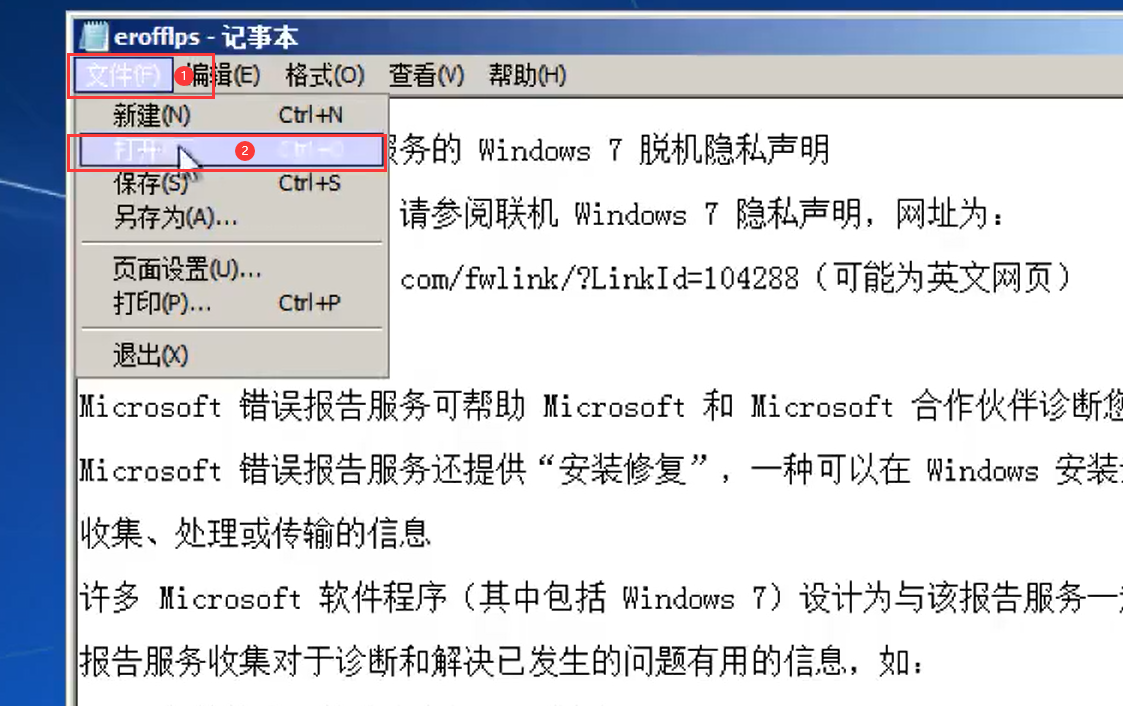 erofflps - 记事本
文件(F) 1 编辑(E) 格式(O) 查看(V) 帮助(H)
新建(N) Ctrl+N
打开 2 Ctrl+O
保存(S) Ctrl+S
另存为(A)...
页面设置(U)...
打印(P)... Ctrl+P
退出(X)
服务的 Windows 7 脱机隐私声明
请参阅联机 Windows 7 隐私声明，网址为：
com/fwlink/?LinkId=104288（可能为英文网页）
Microsoft 错误报告服务可帮助 Microsoft 和 Microsoft 合作伙伴诊断您
Microsoft 错误报告服务还提供“安装修复”，一种可以在 Windows 安装
收集、处理或传输的信息
许多 Microsoft 软件程序（其中包括 Windows 7）设计为与该报告服务一
报告服务收集对于诊断和解决已发生的问题有用的信息，如：